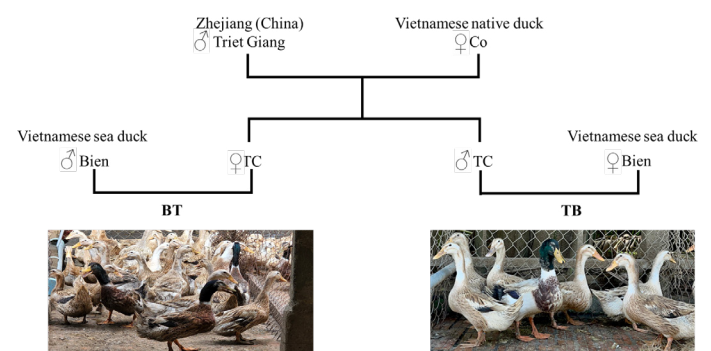 Zhejiang (China)
♂ Triet Giang
Vietnamese native duck
♀ Co
Vietnamese sea duck
♂ Bien
♀ TC
♂ TC
Vietnamese sea duck
♀ Bien
BT
TB